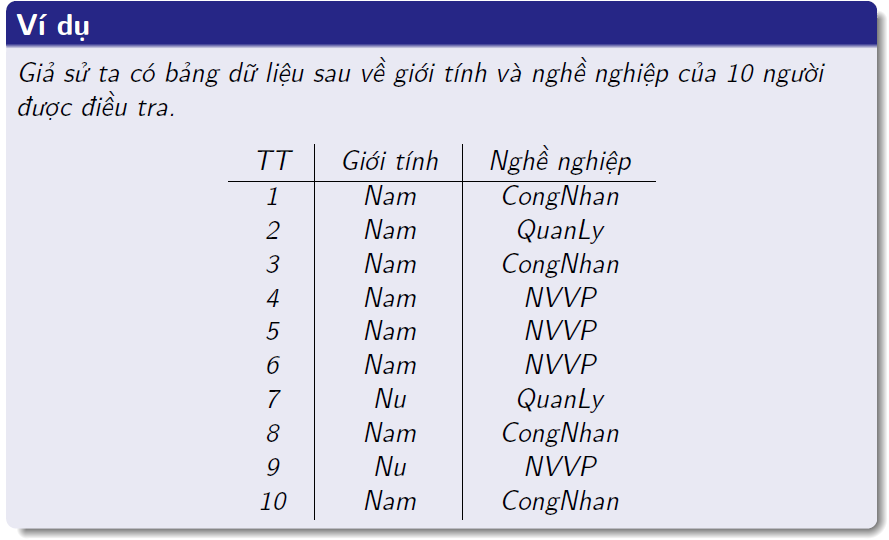 Ví dụ
Giả sử ta có bảng dữ liệu sau về giới tính và nghề nghiệp của 10 người
được điều tra.
TT Giới tính Nghề nghiệp
1 Nam CongNhan
2 Nam QuanLy
3 Nam CongNhan
4 Nam NVVP
5 Nam NVVP
6 Nam NVVP
7 Nu QuanLy
8 Nam CongNhan
9 Nu NVVP
10 Nam CongNhan